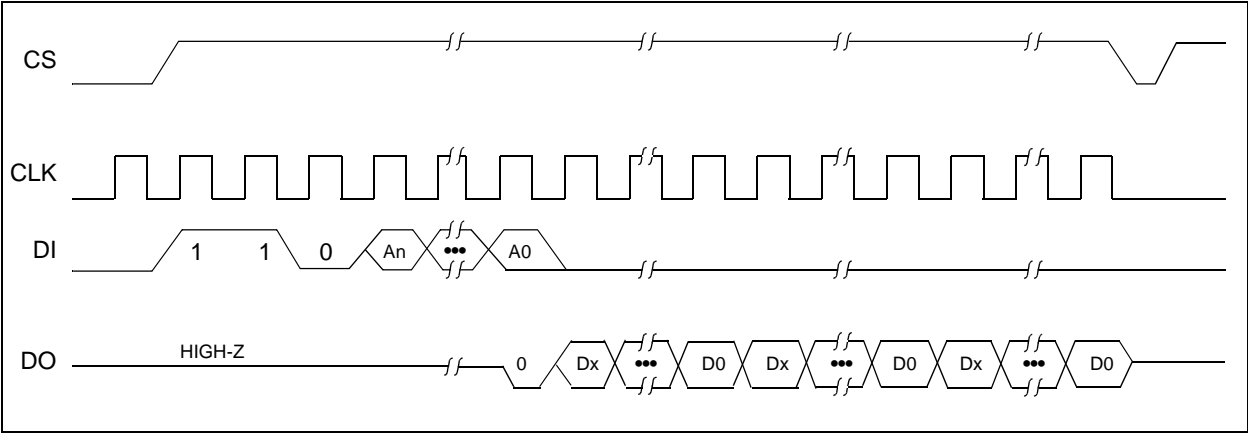 CS
CLK
DI 1 1 0 An ••• A0
HIGH-Z
DO 0 Dx ••• D0 Dx ••• D0 Dx ••• D0